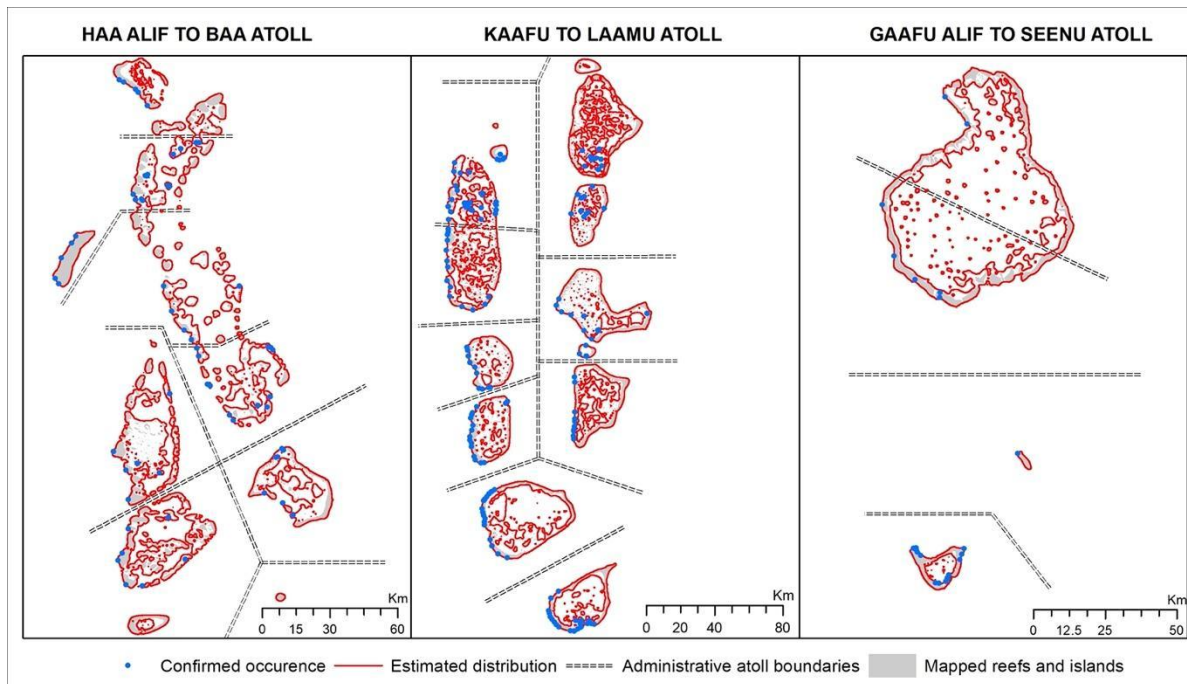 HAA ALIF TO BAA ATOLL
KAAFU TO LAAMU ATOLL
GAAFU ALIF TO SEENU ATOLL
Km
0 15 30 60
Km
0 20 40 80
Km
0 12.5 25 50
Confirmed occurence
Estimated distribution
Administrative atoll boundaries
Mapped reefs and islands